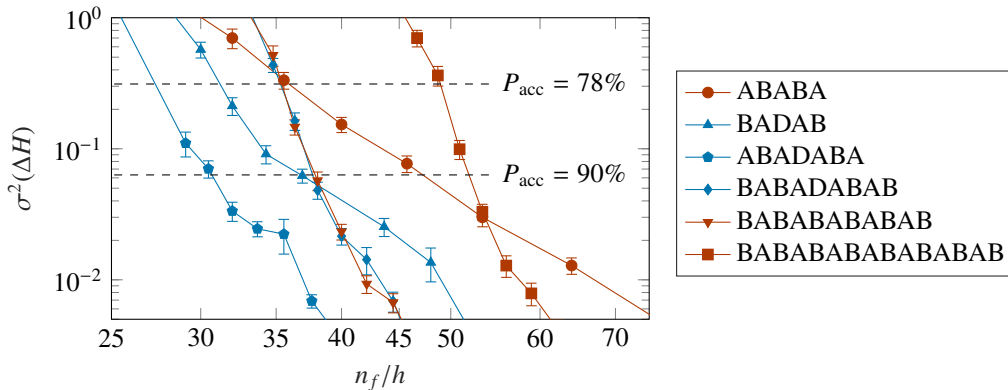 10^0
10^{-1}
10^{-2}
σ²(ΔH)
P_acc = 78%
P_acc = 90%
25 30 35 40 45 50 60 70
n_f/h
ABABA
BADAB
ABADABA
BABADABAB
BABABABABAB
BABABABABABABAB